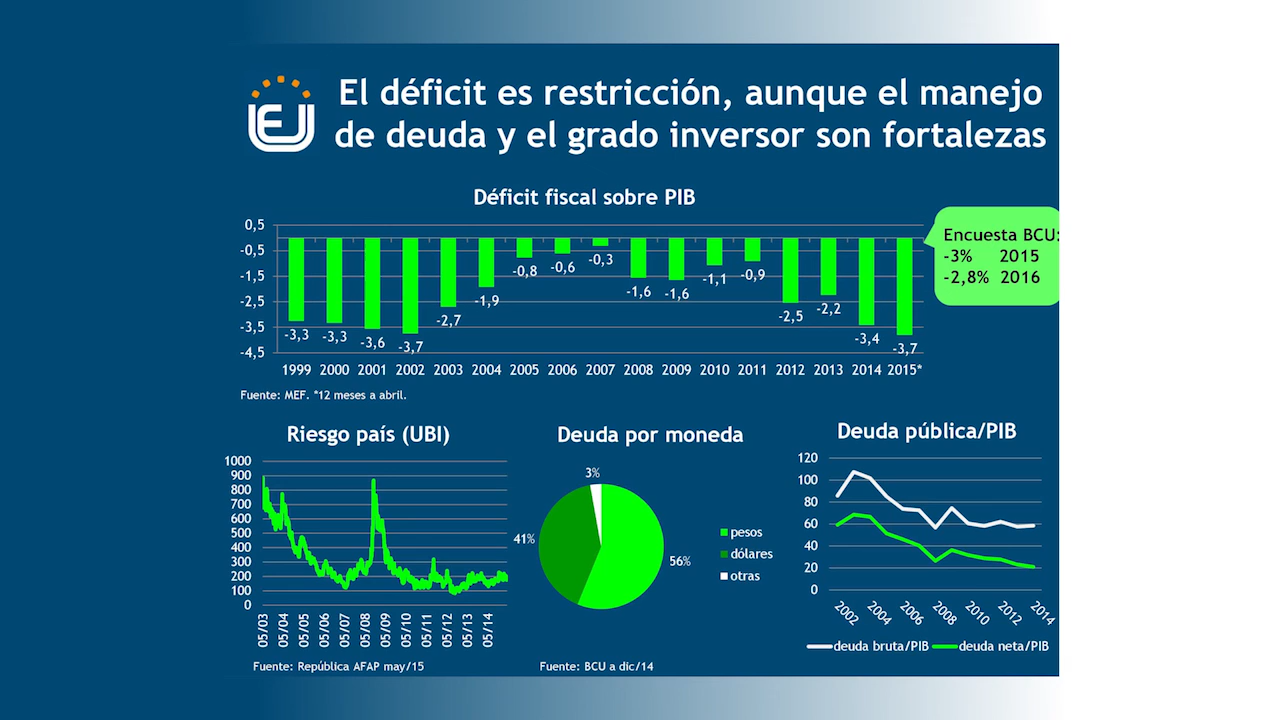 El déficit es restricción, aunque el manejo
de deuda y el grado inversor son fortalezas
Déficit fiscal sobre PIB
0,5
-0,5
-1,5
-2,5
-3,5
-4,5
-3,3
-3,3
-3,6
-3,7
-2,7
-1,9
-0,8
-0,6
-0,3
-1,6
-1,6
-1,1
-0,9
-2,5
-2,2
-3,4
-3,7
1999 2000 2001 2002 2003 2004 2005 2006 2007 2008 2009 2010 2011 2012 2013 2014 2015*
Encuesta BCU:
-3% 2015
-2,8% 2016
Fuente: MEF. *12 meses a abril.
Riesgo país (UBI)
1000
900
800
700
600
500
400
300
200
100
0
05/03 05/04 05/05 05/06 05/07 05/08 05/09 05/10 05/11 05/12 05/13 05/14
Fuente: República AFAP may/15
Deuda por moneda
3%
41%
56%
pesos
dólares
otras
Fuente: BCU a dic/14
Deuda pública/PIB
120
100
80
60
40
20
0
2002 2004 2006 2008 2010 2012 2014
deuda bruta/PIB deuda neta/PIB